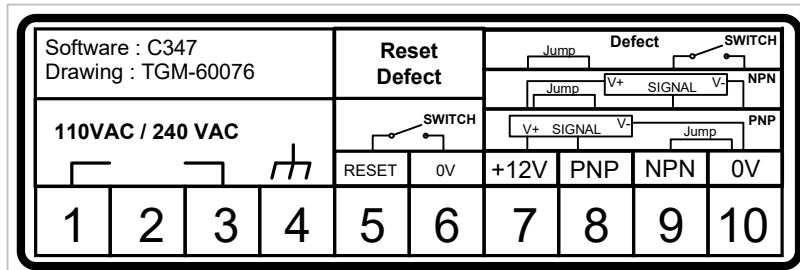 Software : C347
Drawing : TGM-60076
110VAC / 240 VAC
Reset
Defect
SWITCH
Defect
Jump
SWITCH
NPN
Jump
V+
SIGNAL
V-
PNP
V+
SIGNAL
V-
Jump
RESET 0V +12V PNP NPN 0V
1 2 3 4 5 6 7 8 9 10